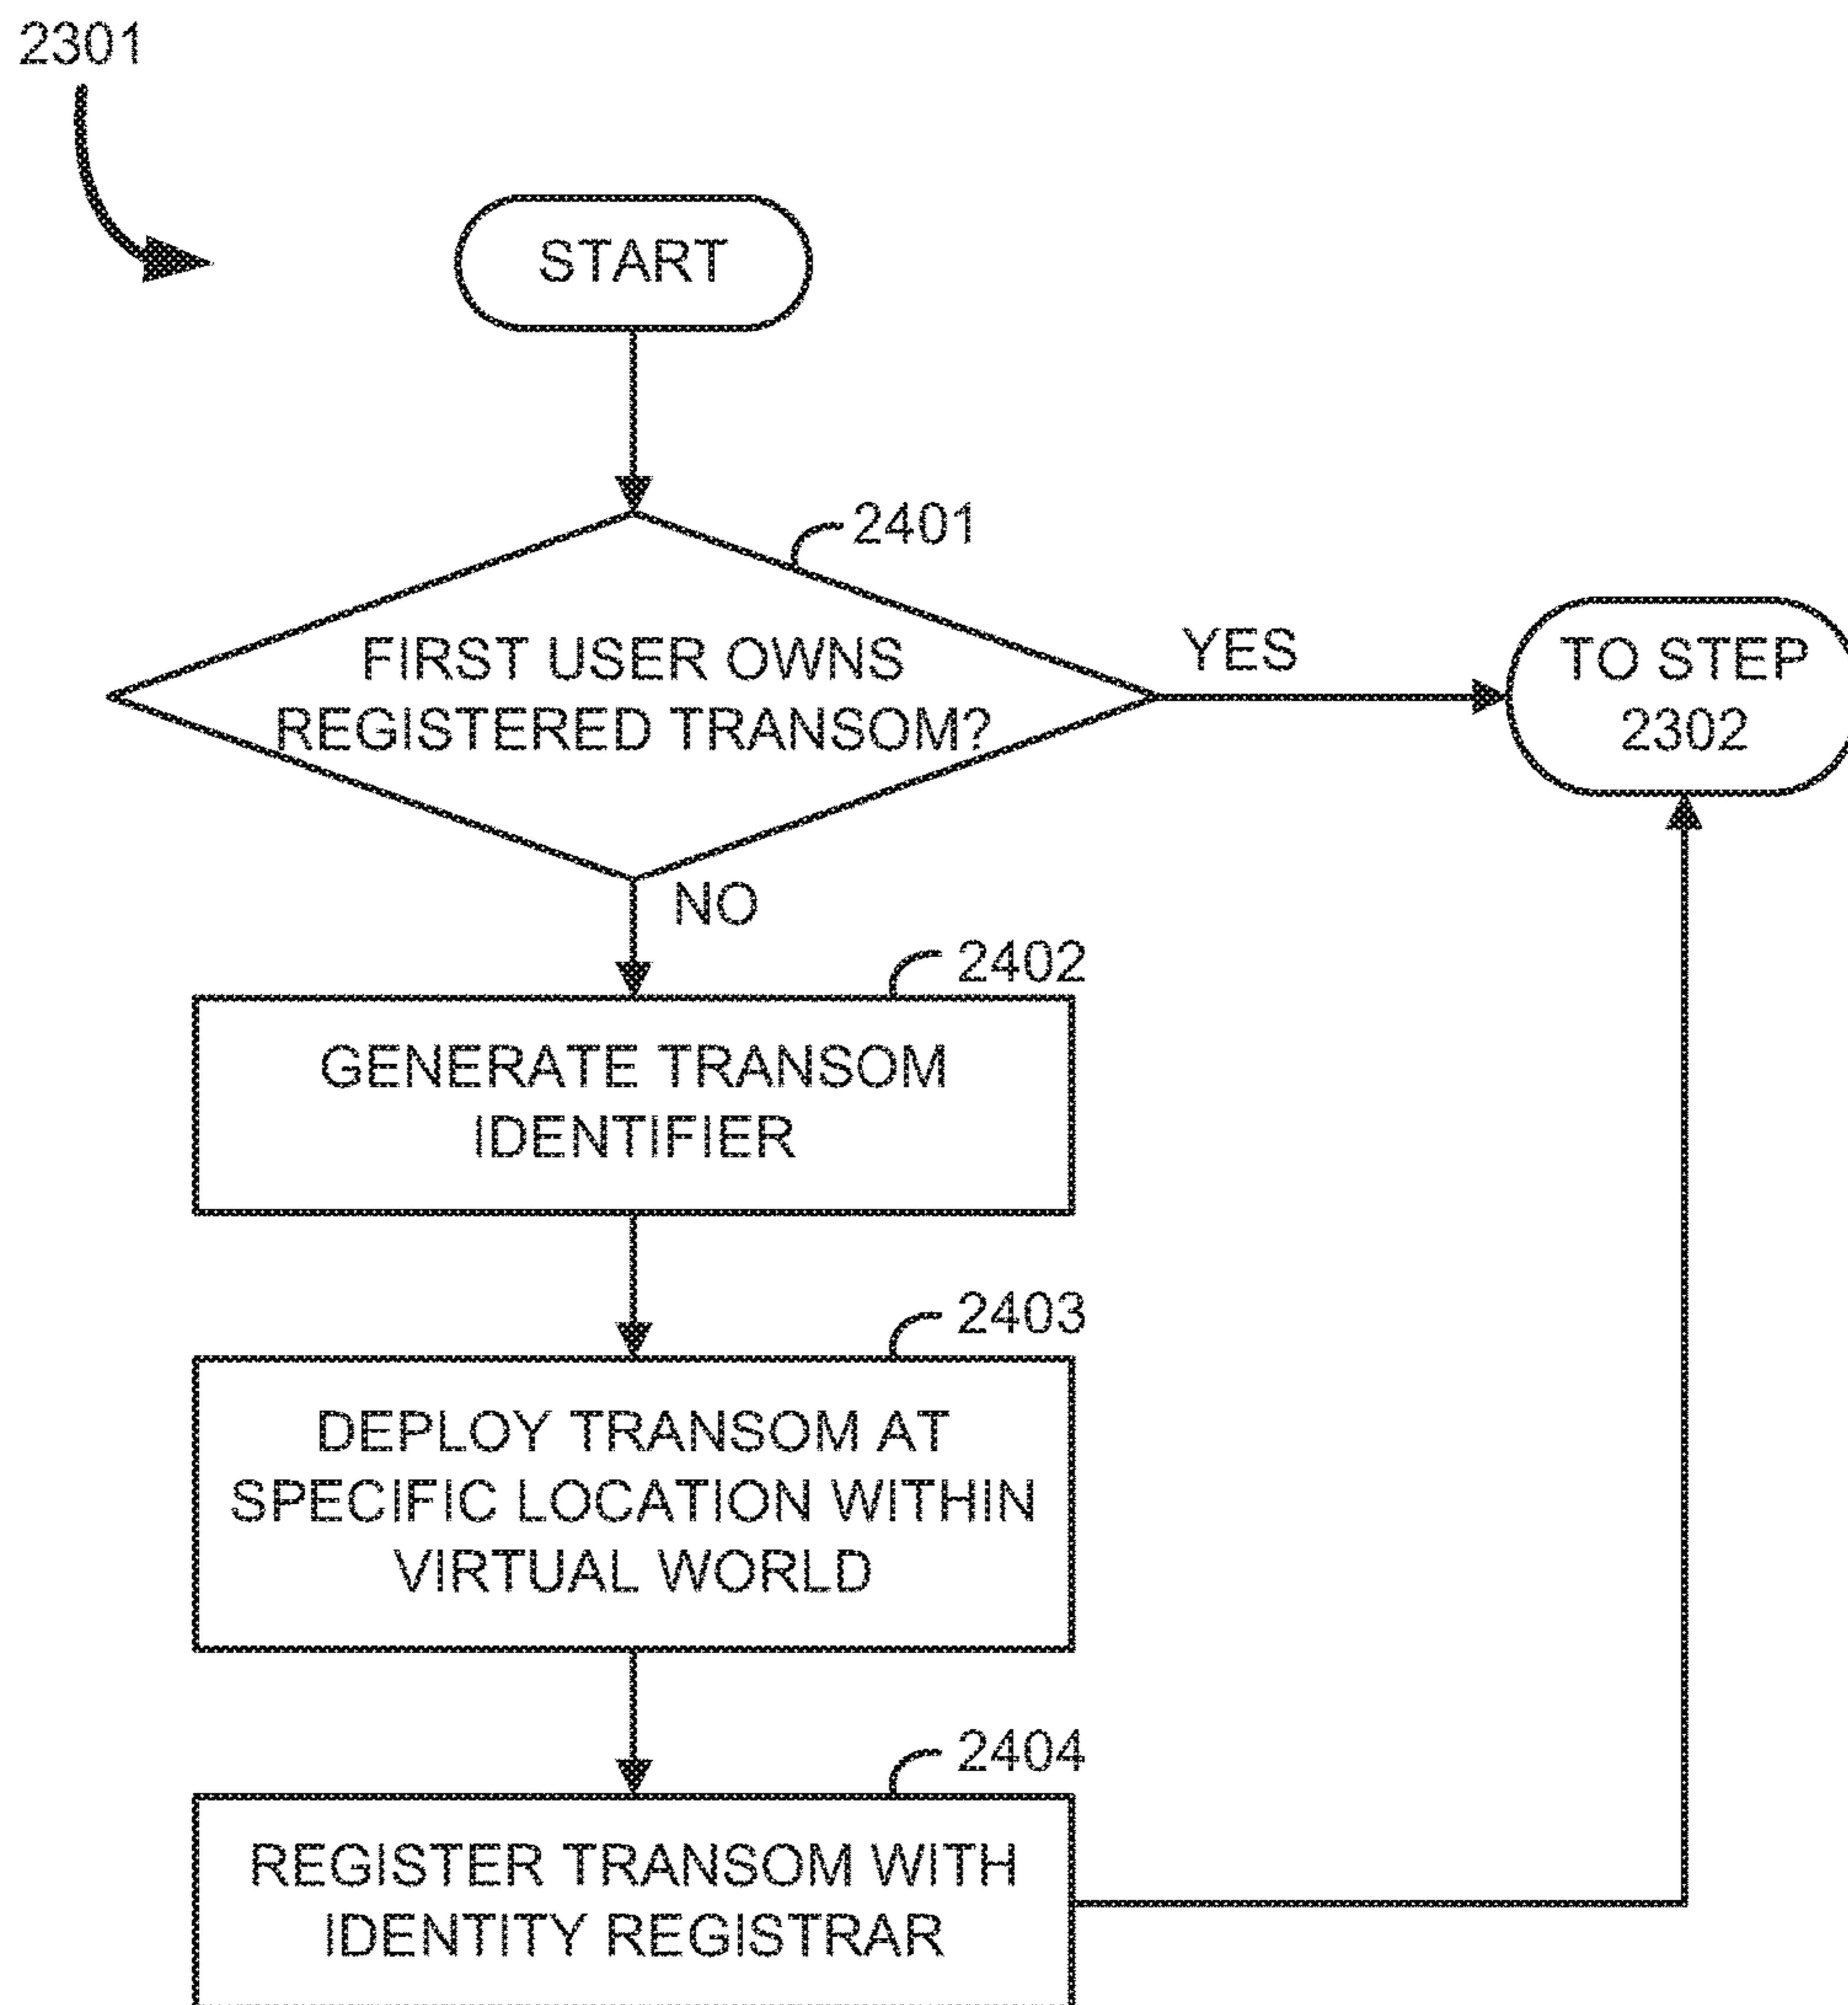 2301
START
2401
FIRST USER OWNS
REGISTERED TRANSOM?
YES
TO STEP
2302
NO
2402
GENERATE TRANSOM
IDENTIFIER
2403
DEPLOY TRANSOM AT
SPECIFIC LOCATION WITHIN
VIRTUAL WORLD
2404
REGISTER TRANSOM WITH
IDENTITY REGISTRAR